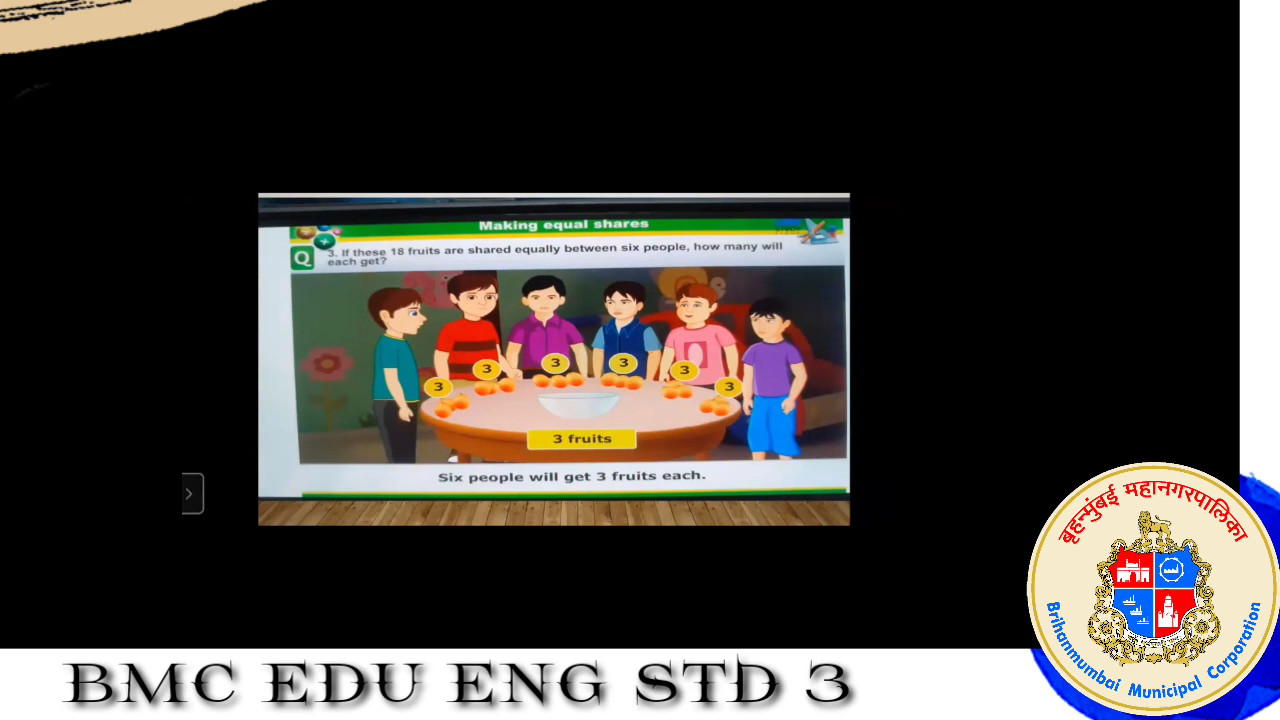 Making equal shares
Q
3. If these 18 fruits are shared equally between six people, how many will
each get?
3
3
3
3
3
3
3 fruits
Six people will get 3 fruits each.
बृहन्मुंबई महानगरपालिका
Brihanmumbai Municipal Corporation
BMC EDU ENG STD 3